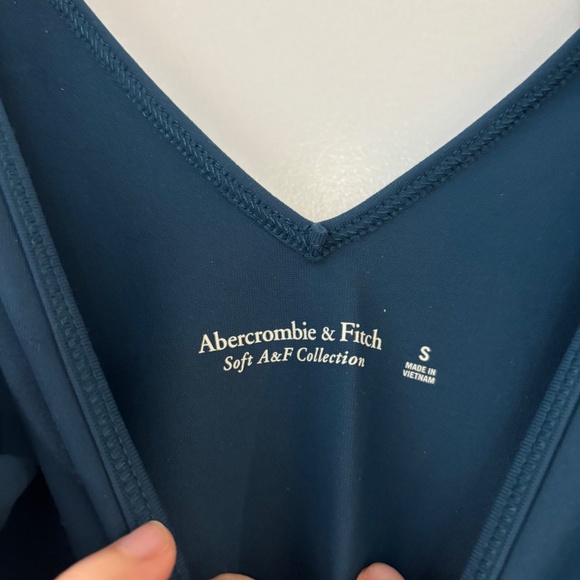 Abercrombie & Fitch
Soft A&F Collection
S
MADE IN
VIETNAM